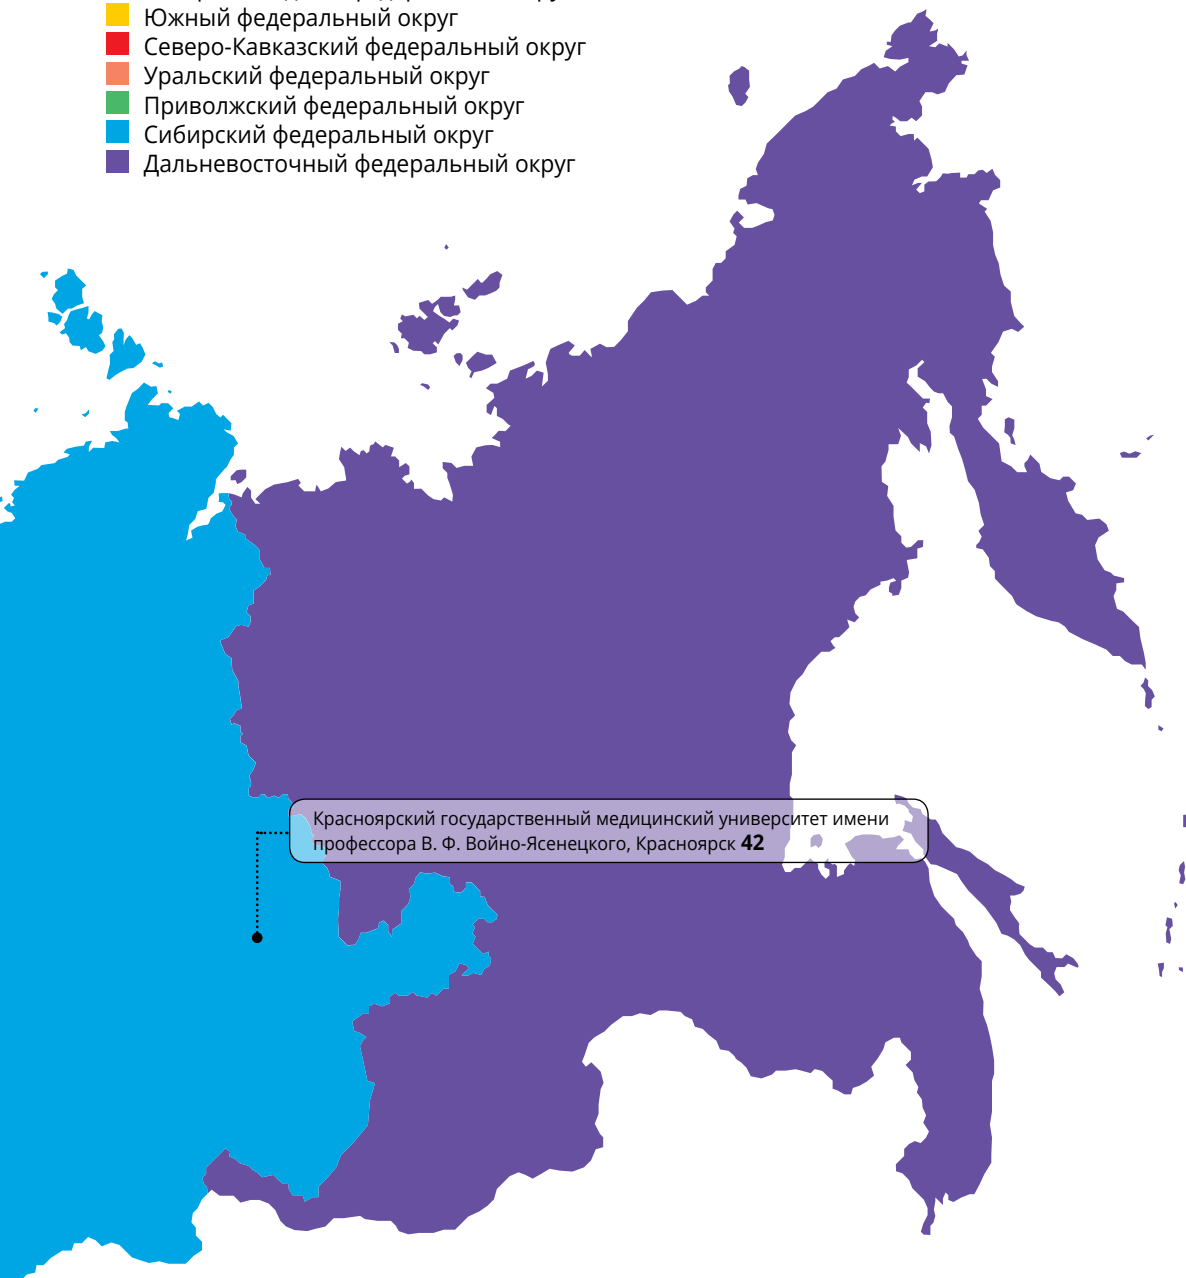 Южный федеральный округ
Северо-Кавказский федеральный округ
Уральский федеральный округ
Приволжский федеральный округ
Сибирский федеральный округ
Дальневосточный федеральный округ
Красноярский государственный медицинский университет имени
профессора В. Ф. Войно-Ясенецкого, Красноярск 42